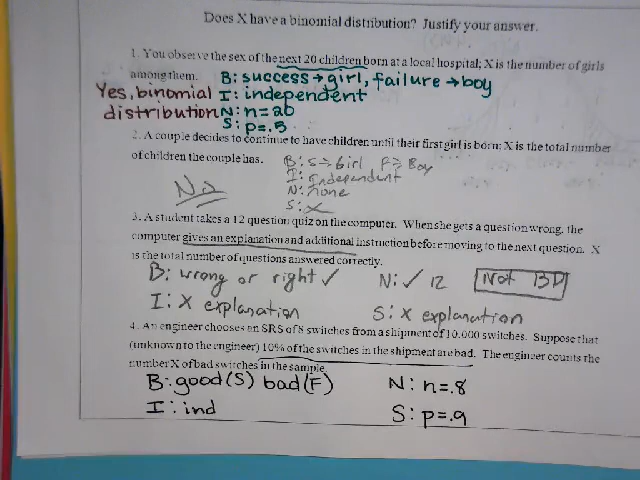 Does X have a binomial distribution? Justify your answer.
1. You observe the sex of the next 20 children born at a local hospital; X is the number of girls
among them. B: success → girl, failure → boy
Yes, binomial I: independent
distribution N: n=20
S: p=.5
2. A couple decides to continue to have children until their first girl is born; X is the total number
of children the couple has. B: S → Girl F → Boy
I: independent
No N: none
S: X
3. A student takes a 12 question quiz on the computer. When she gets a question wrong, the
computer gives an explanation and additional instruction before moving to the next question. X
is the total number of questions answered correctly.
B: wrong or right ✓ N: ✓ 12 Not BD
I: X explanation S: X explanation
4. An engineer chooses an SRS of 8 switches from a shipment of 10,000 switches. Suppose that
(unknown to the engineer) 10% of the switches in the shipment are bad. The engineer counts the
number X of bad switches in the sample.
B: good(S) bad(F) N: n=.8
I: ind S: p=.9